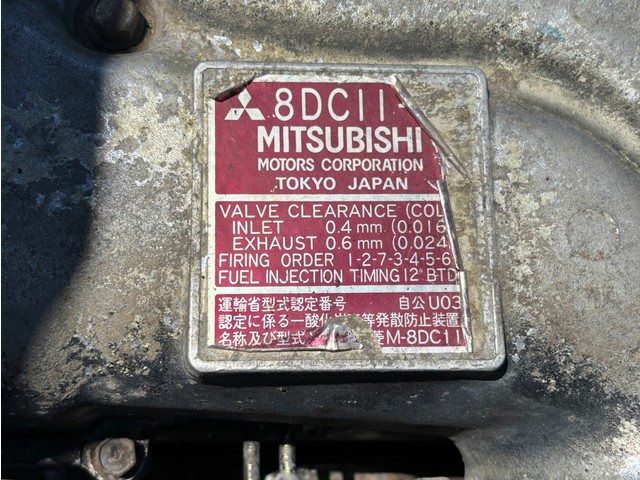 8DC11
MITSUBISHI
MOTORS CORPORATION
TOKYO JAPAN
VALVE CLEARANCE (COL
INLET 0.4 mm (0.016
EXHAUST 0.6 mm (0.024)
FIRING ORDER 1-2-7-3-4-5-6
FUEL INJECTION TIMING 12° BTD
運輸省型式認定番号 自公U03
認定に係る一酸化等発散防止装置
名称及び型式 M-8DC11